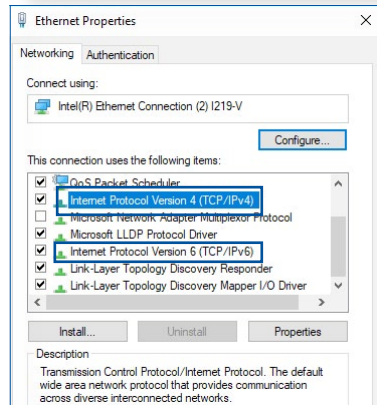 Ethernet Properties
Networking Authentication
Connect using:
Intel(R) Ethernet Connection (2) I219-V
Configure...
This connection uses the following items:
QoS Packet Scheduler
Internet Protocol Version 4 (TCP/IPv4)
Microsoft Network Adapter Multiplexor Protocol
Microsoft LLDP Protocol Driver
Internet Protocol Version 6 (TCP/IPv6)
Link-Layer Topology Discovery Responder
Link-Layer Topology Discovery Mapper I/O Driver
Install... Uninstall Properties
Description
Transmission Control Protocol/Internet Protocol. The default
wide area network protocol that provides communication
across diverse interconnected networks.